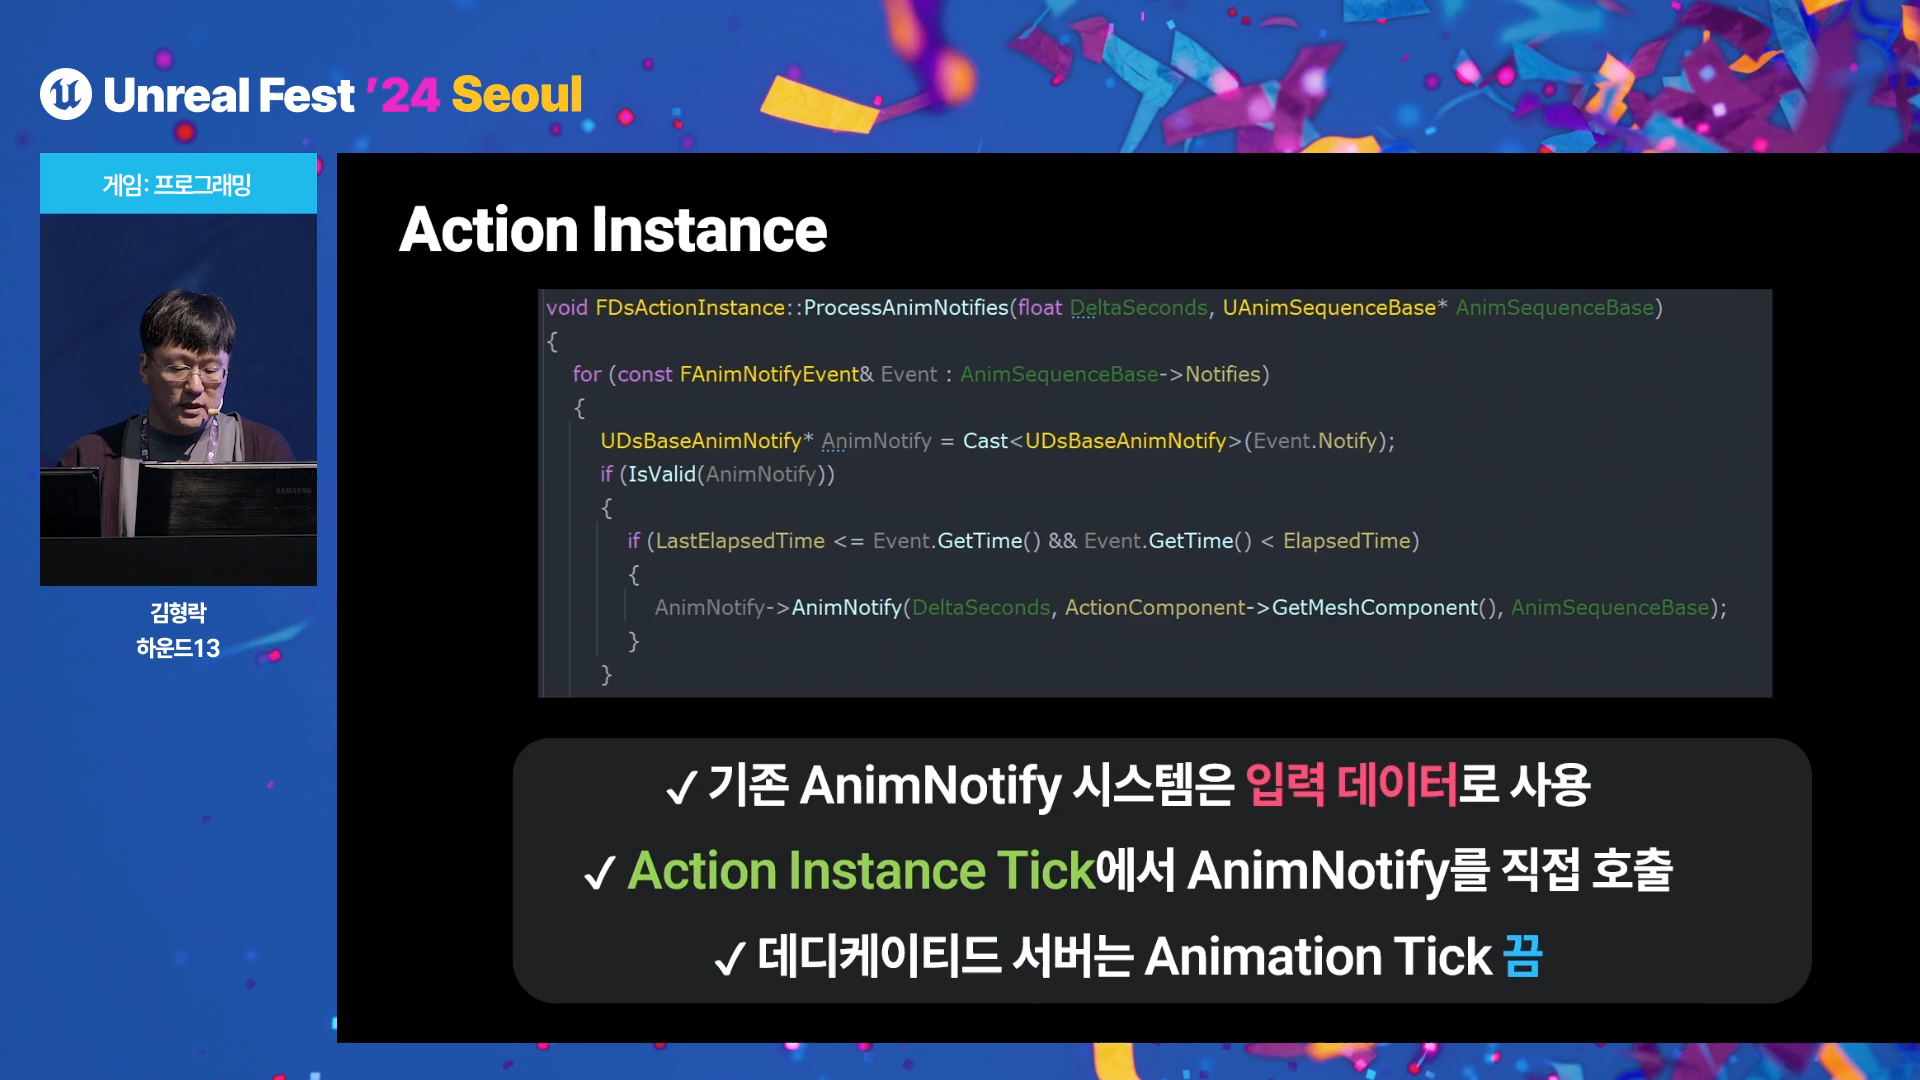 Unreal Fest '24 Seoul
게임: 프로그래밍
SAMSUNG
김형락
하운드13
Action Instance
void FDsActionInstance::ProcessAnimNotifies(float DeltaSeconds, UAnimSequenceBase* AnimSequenceBase)
{
for (const FAnimNotifyEvent& Event : AnimSequenceBase->Notifies)
{
UDsBaseAnimNotify* AnimNotify = Cast<UDsBaseAnimNotify>(Event.Notify);
if (IsValid(AnimNotify))
{
if (LastElapsedTime <= Event.GetTime() && Event.GetTime() < ElapsedTime)
{
AnimNotify->AnimNotify(DeltaSeconds, ActionComponent->GetMeshComponent(), AnimSequenceBase);
}
}
✓ 기존 AnimNotify 시스템은 입력 데이터로 사용
✓ Action Instance Tick에서 AnimNotify를 직접 호출
✓ 데디케이티드 서버는 Animation Tick 끔